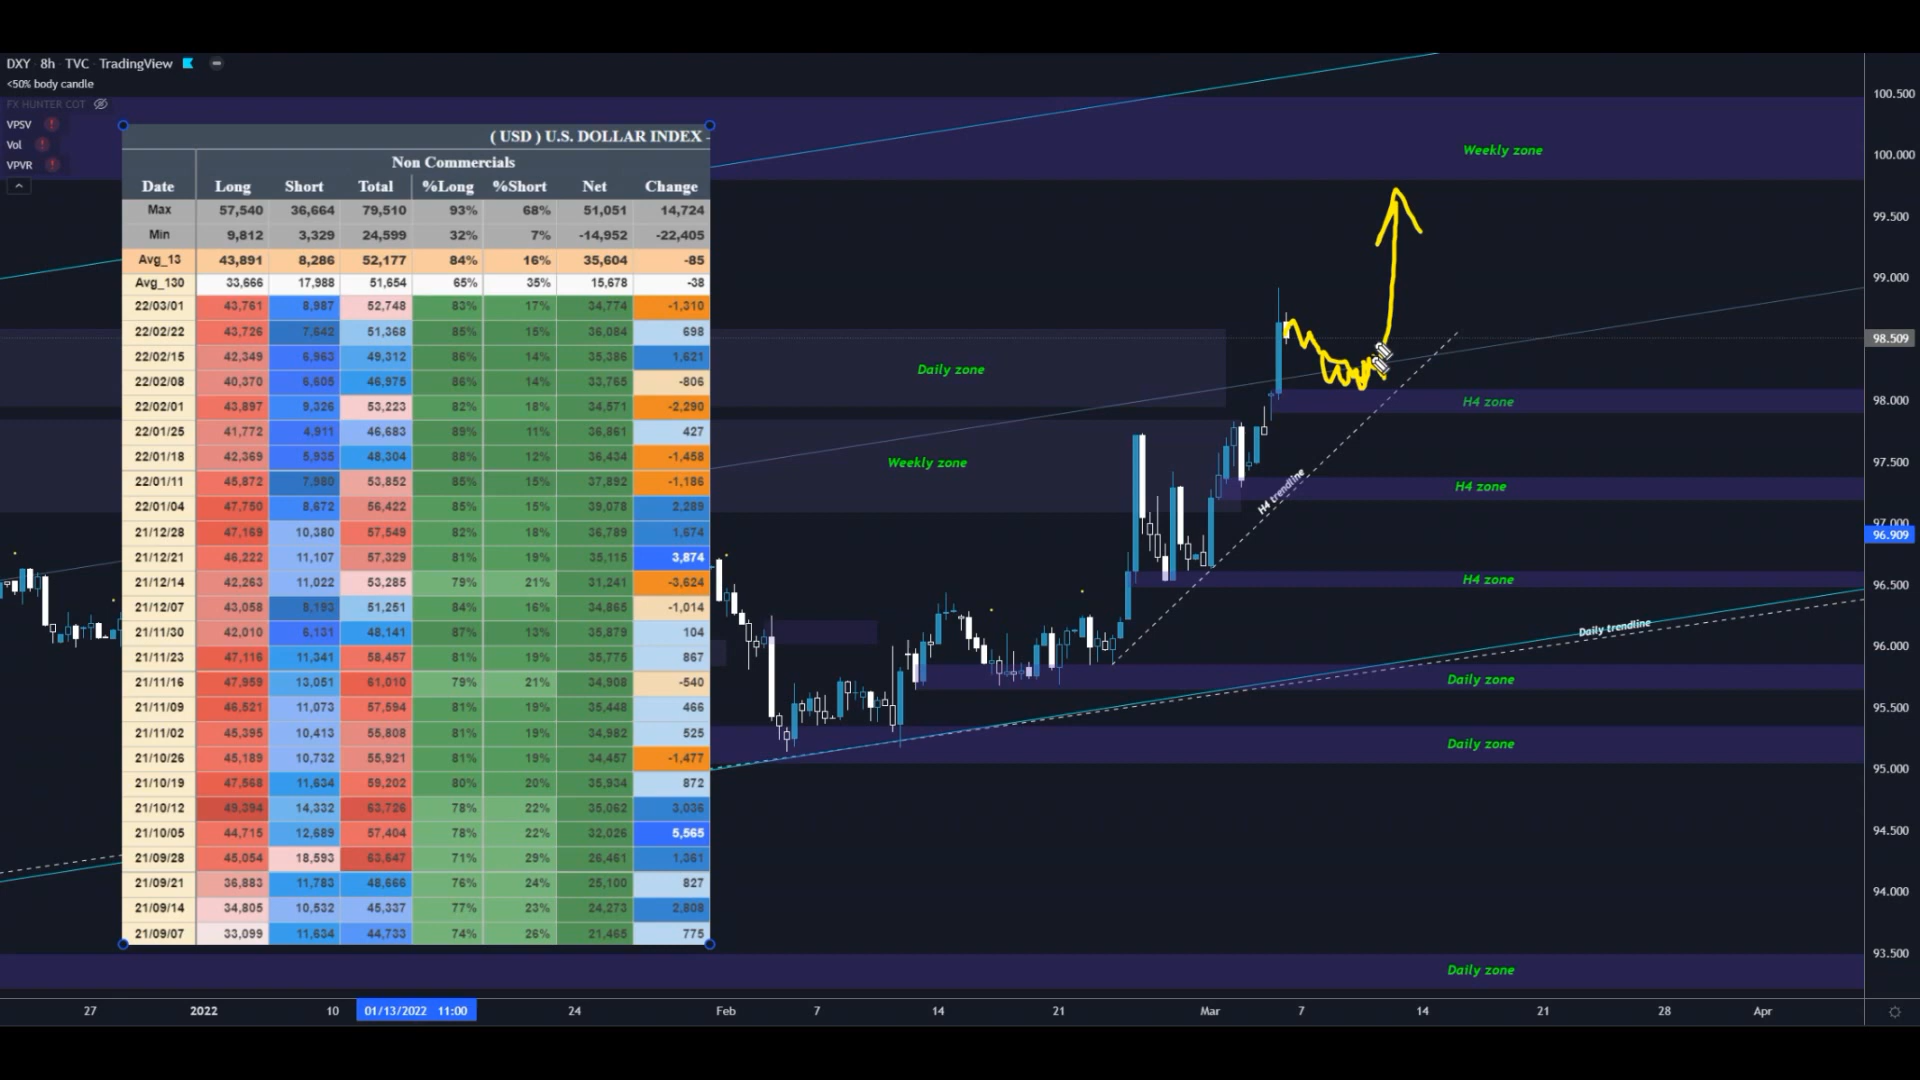 DXY 8h TVC TradingView
<50% body candle
FX HUNTER COT
VPSV
Vol
VPVR
( USD ) U.S. DOLLAR INDEX -
Non Commercials
Date Long Short Total %Long %Short Net Change
Max 57,540 36,664 79,510 93% 68% 51,051 14,724
Min 9,812 3,329 24,599 32% 7% -14,952 -22,405
Avg_13 43,891 8,286 52,177 84% 16% 35,604 -85
Avg_130 33,666 17,988 51,654 65% 35% 15,678 -38
22/03/01 43,761 8,987 52,748 83% 17% 34,774 -1,310
22/02/22 43,726 7,642 51,368 85% 15% 36,084 698
22/02/15 42,349 6,963 49,312 86% 14% 35,386 1,621
22/02/08 40,370 6,605 46,975 86% 14% 33,765 -806
22/02/01 43,897 9,326 53,223 82% 18% 34,571 -2,290
22/01/25 41,772 4,911 46,683 89% 11% 36,861 427
22/01/18 42,369 5,935 48,304 88% 12% 36,434 -1,458
22/01/11 45,872 7,980 53,852 85% 15% 37,892 -1,186
22/01/04 47,750 8,672 56,422 85% 15% 39,078 2,289
21/12/28 47,169 10,380 57,549 82% 18% 36,789 1,674
21/12/21 46,222 11,107 57,329 81% 19% 35,115 3,874
21/12/14 42,263 11,022 53,285 79% 21% 31,241 -3,624
21/12/07 43,058 8,193 51,251 84% 16% 34,865 -1,014
21/11/30 42,010 6,131 48,141 87% 13% 35,879 104
21/11/23 47,116 11,341 58,457 81% 19% 35,775 867
21/11/16 47,959 13,051 61,010 79% 21% 34,908 -540
21/11/09 46,521 11,073 57,594 81% 19% 35,448 466
21/11/02 45,395 10,413 55,808 81% 19% 34,982 525
21/10/26 45,189 10,732 55,921 81% 19% 34,457 -1,477
21/10/19 47,568 11,634 59,202 80% 20% 35,934 872
21/10/12 49,394 14,332 63,726 78% 22% 35,062 3,036
21/10/05 44,715 12,689 57,404 78% 22% 32,026 5,565
21/09/28 45,054 18,593 63,647 71% 29% 26,461 1,361
21/09/21 36,883 11,783 48,666 76% 24% 25,100 827
21/09/14 34,805 10,532 45,337 77% 23% 24,273 2,808
21/09/07 33,099 11,634 44,733 74% 26% 21,465 775
Weekly zone
Daily zone
H4 zone
Weekly zone
H4 trendline
H4 zone
H4 zone
Daily trendline
Daily zone
Daily zone
Daily zone
100.500
100.000
99.500
99.000
98.509
98.000
97.500
97.000
96.909
96.500
96.000
95.500
95.000
94.500
94.000
93.500
27 2022 10 01/13/2022 11:00 24 Feb 7 14 21 Mar 7 14 21 28 Apr